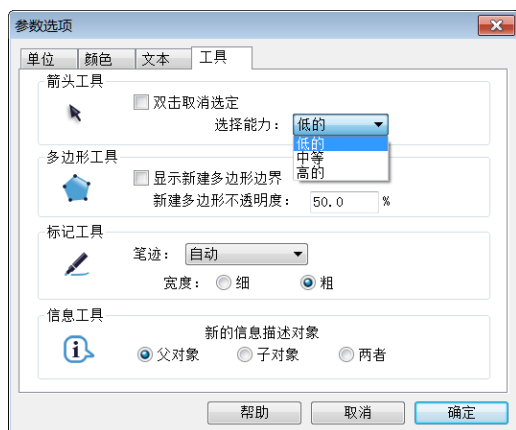 参数选项
单位 颜色 文本 工具
箭头工具
双击取消选定
选择能力： 低的
低的
中等
高的
多边形工具
显示新建多边形边界
新建多边形不透明度： 50.0 %
标记工具
笔迹： 自动
宽度： 细 粗
信息工具
新的信息描述对象
父对象 子对象 两者
帮助 取消 确定